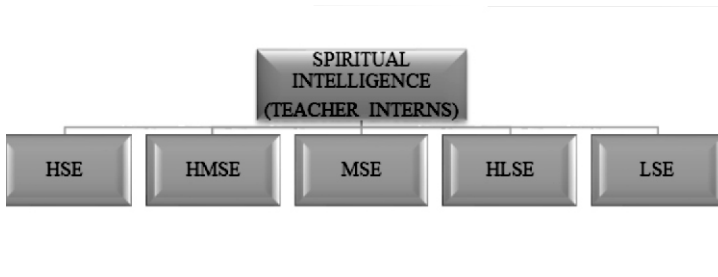 SPIRITUAL
INTELLIGENCE
(TEACHER INTERNS)
HSE
HMSE
MSE
HLSE
LSE